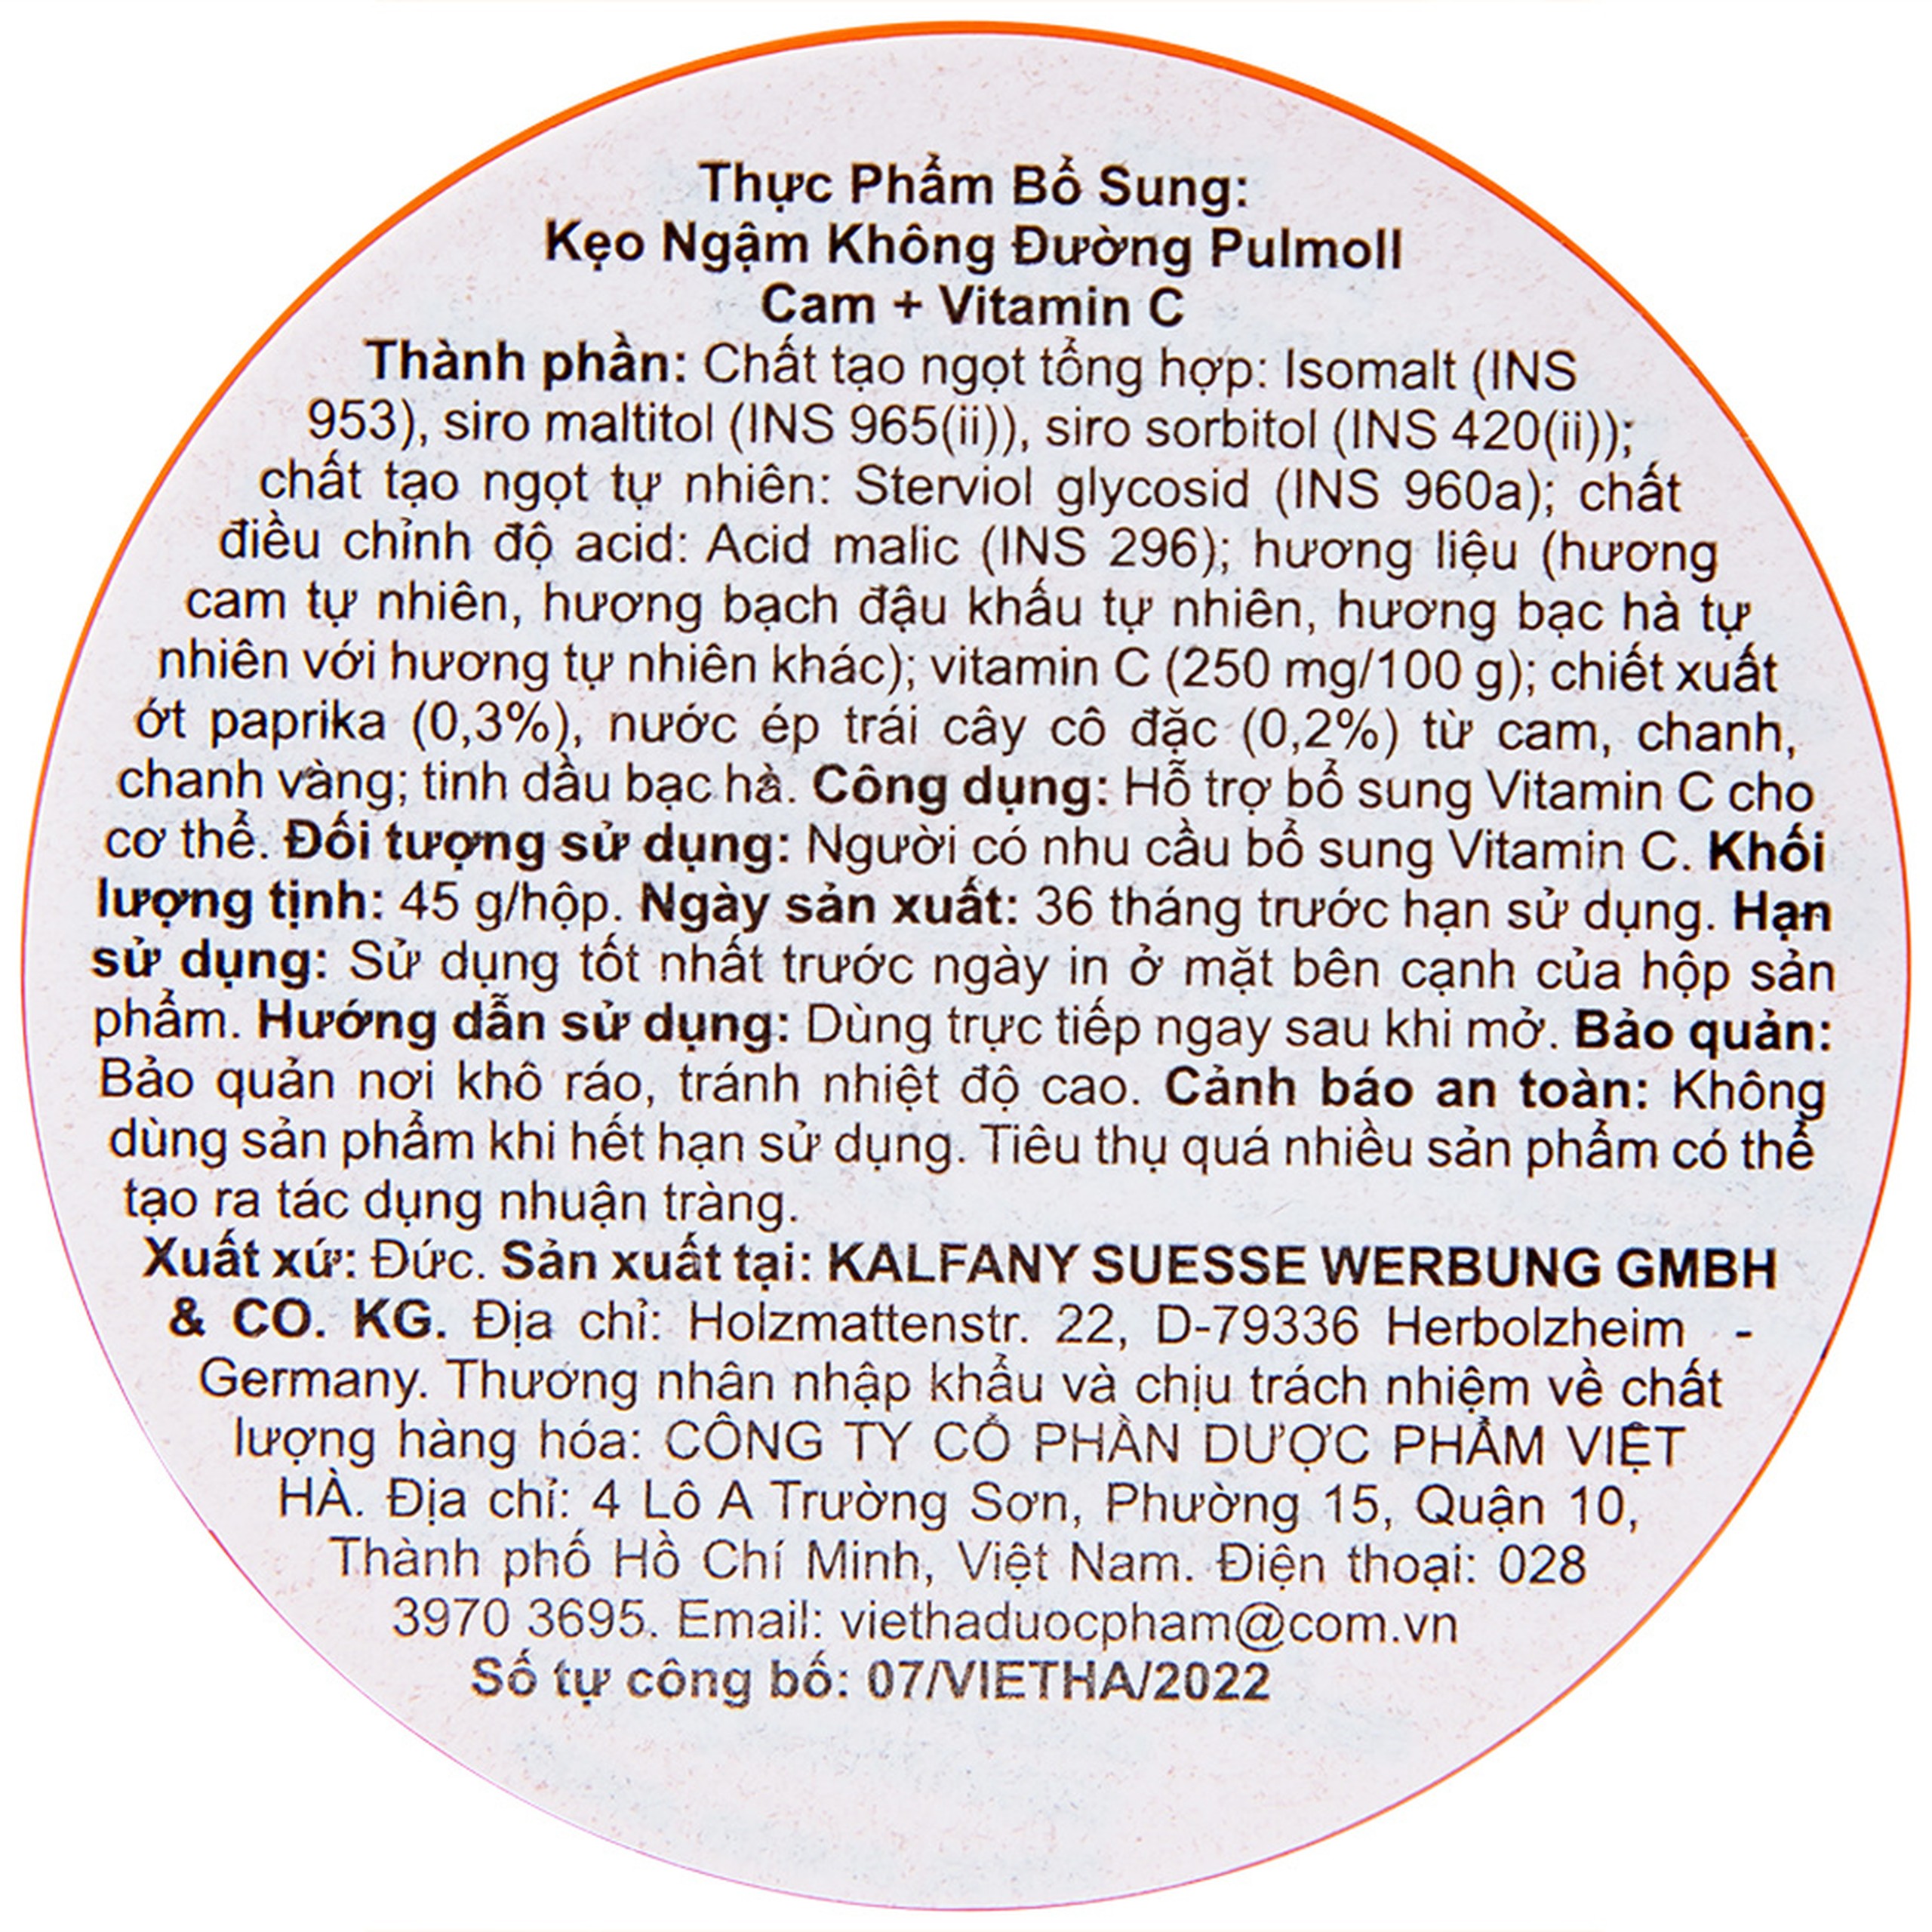 Thực Phẩm Bổ Sung:
Kẹo Ngậm Không Đường Pulmoll
Cam + Vitamin C
Thành phần: Chất tạo ngọt tổng hợp: Isomalt (INS
953), siro maltitol (INS 965(ii)), siro sorbitol (INS 420(ii));
chất tạo ngọt tự nhiên: Sterviol glycosid (INS 960a); chất
điều chỉnh độ acid: Acid malic (INS 296); hương liệu (hương
cam tự nhiên, hương bạch đậu khấu tự nhiên, hương bạc hà tự
nhiên với hương tự nhiên khác); vitamin C (250 mg/100 g); chiết xuất
ớt paprika (0,3%), nước ép trái cây cô đặc (0,2%) từ cam, chanh,
chanh vàng; tinh dầu bạc hà. Công dụng: Hỗ trợ bổ sung Vitamin C cho
cơ thể. Đối tượng sử dụng: Người có nhu cầu bổ sung Vitamin C. Khối
lượng tịnh: 45 g/hộp. Ngày sản xuất: 36 tháng trước hạn sử dụng. Hạn
sử dụng: Sử dụng tốt nhất trước ngày in ở mặt bên cạnh của hộp sản
phẩm. Hướng dẫn sử dụng: Dùng trực tiếp ngay sau khi mở. Bảo quản:
Bảo quản nơi khô ráo, tránh nhiệt độ cao. Cảnh báo an toàn: Không
dùng sản phẩm khi hết hạn sử dụng. Tiêu thụ quá nhiều sản phẩm có thể
tạo ra tác dụng nhuận tràng.
Xuất xứ: Đức. Sản xuất tại: KALFANY SUESSE WERBUNG GMBH
& CO. KG. Địa chỉ: Holzmattenstr. 22, D-79336 Herbolzheim -
Germany. Thương nhân nhập khẩu và chịu trách nhiệm về chất
lượng hàng hóa: CÔNG TY CỔ PHẦN DƯỢC PHẨM VIỆT
HÀ. Địa chỉ: 4 Lô A Trường Sơn, Phường 15, Quận 10,
Thành phố Hồ Chí Minh, Việt Nam. Điện thoại: 028
3970 3695. Email: viethaduocpham@com.vn
Số tự công bố: 07/VIETHA/2022